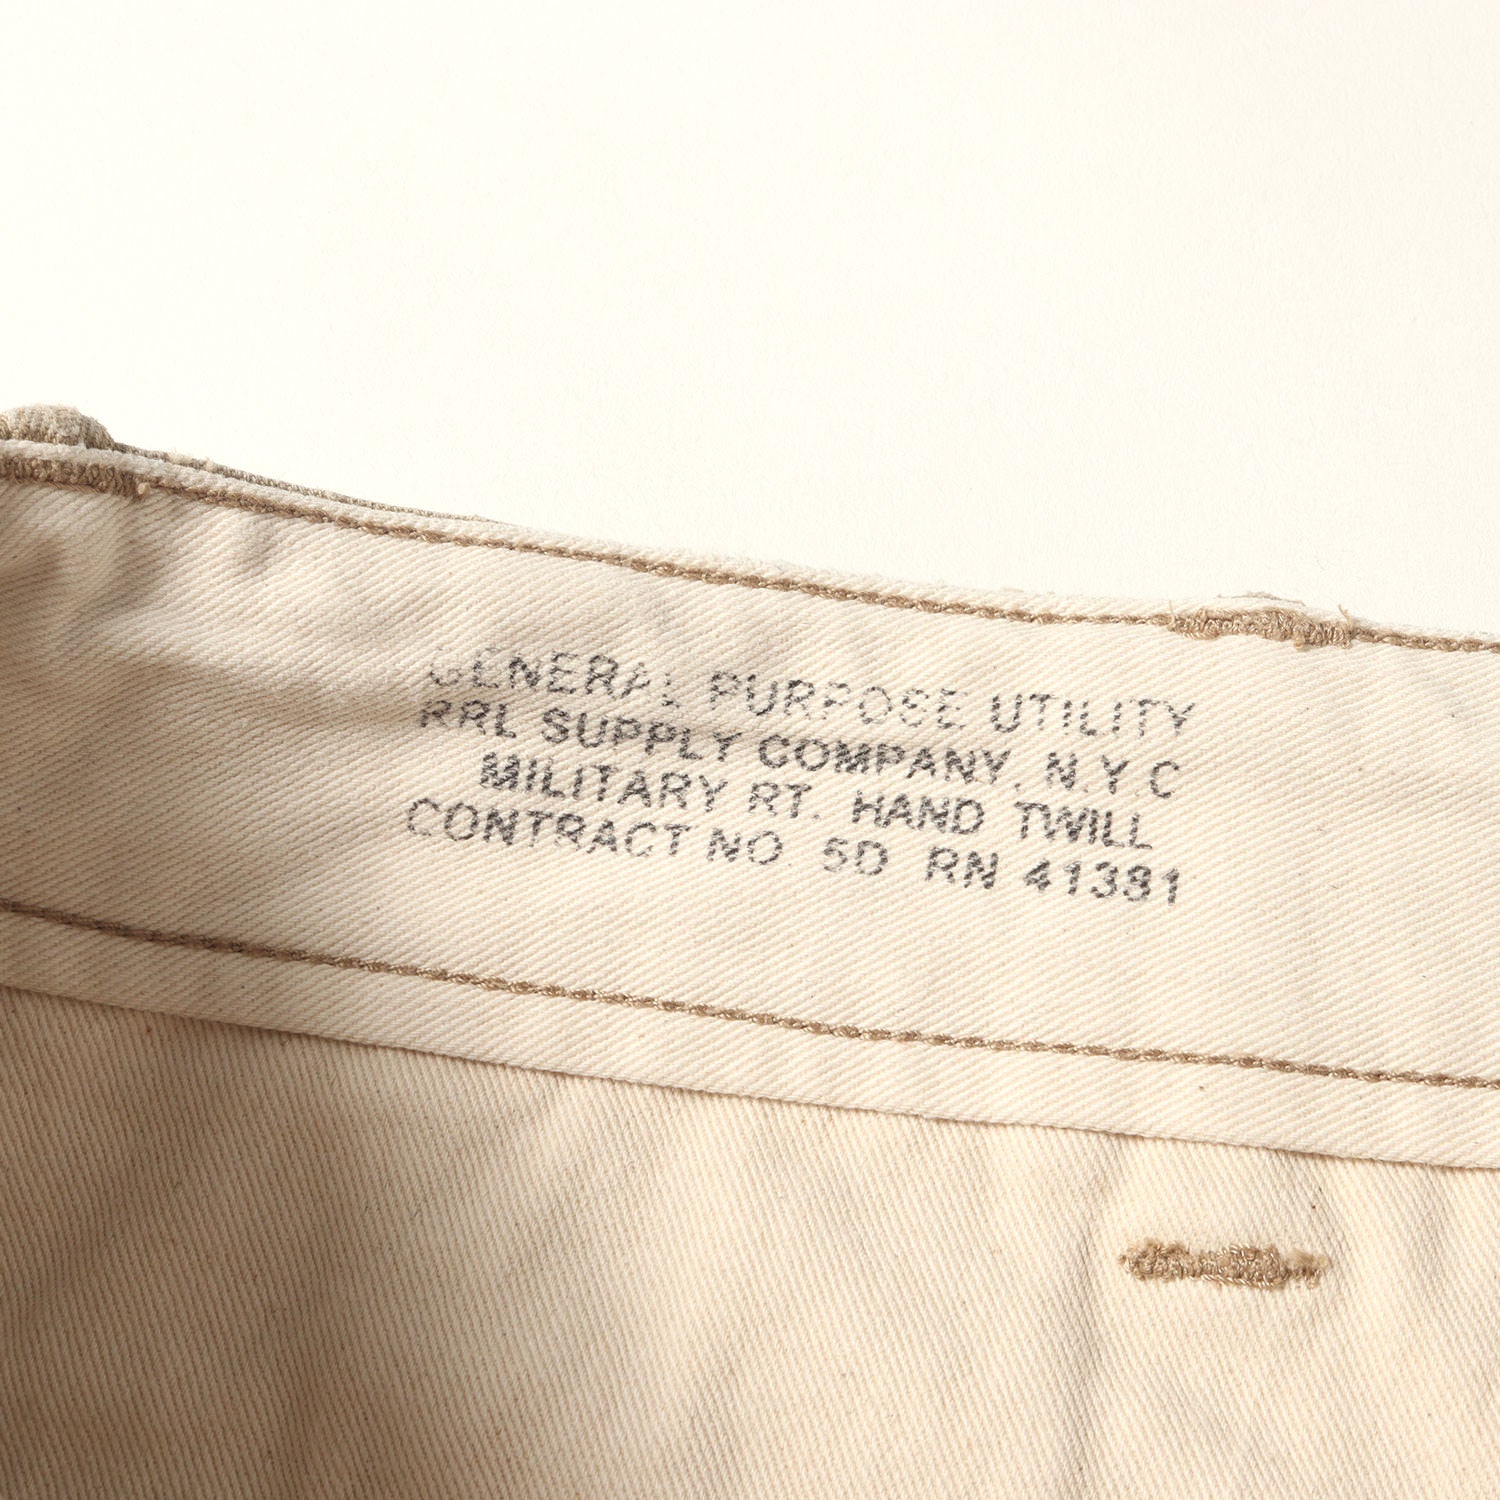 GENERAL PURPOSE UTILITY
RRL SUPPLY COMPANY, N.Y.C
MILITARY RT. HAND TWILL
CONTRACT NO. 5D RN 41381